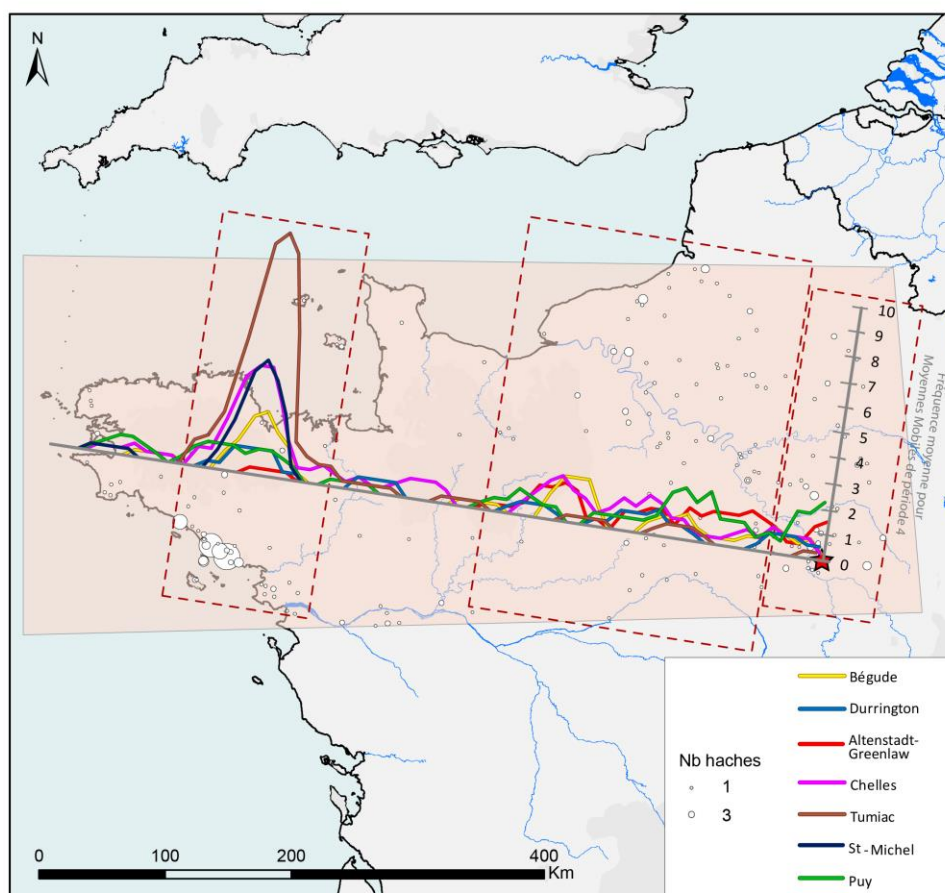 N
10
9
8
7
6
5
4
3
2
1
0
Fréquence moyenne pour
Moyennes Mobiles de période 4
Bégude
Durrington
Altenstadt-
Greenlaw
Chelles
Tumiac
St-Michel
Puy
Nb haches
1
3
0 100 200 400
Km